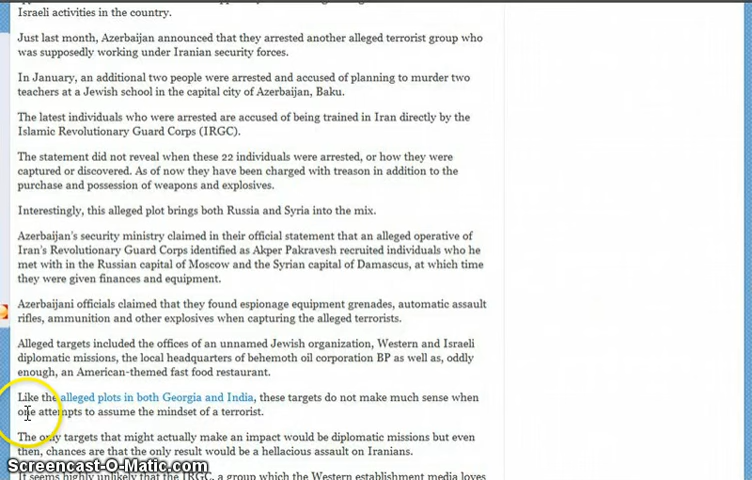 Israeli activities in the country.
Just last month, Azerbaijan announced that they arrested another alleged terrorist group who
was supposedly working under Iranian security forces.
In January, an additional two people were arrested and accused of planning to murder two
teachers at a Jewish school in the capital city of Azerbaijan, Baku.
The latest individuals who were arrested are accused of being trained in Iran directly by the
Islamic Revolutionary Guard Corps (IRGC).
The statement did not reveal when these 22 individuals were arrested, or how they were
captured or discovered. As of now they have been charged with treason in addition to the
purchase and possession of weapons and explosives.
Interestingly, this alleged plot brings both Russia and Syria into the mix.
Azerbaijan's security ministry claimed in their official statement that an alleged operative of
Iran's Revolutionary Guard Corps identified as Akper Pakravesh recruited individuals who he
met with in the Russian capital of Moscow and the Syrian capital of Damascus, at which time
they were given finances and equipment.
Azerbaijani officials claimed that they found espionage equipment grenades, automatic assault
rifles, ammunition and other explosives when capturing the alleged terrorists.
Alleged targets included the offices of an unnamed Jewish organization, Western and Israeli
diplomatic missions, the local headquarters of behemoth oil corporation BP as well as, oddly
enough, an American-themed fast food restaurant.
Like the alleged plots in both Georgia and India, these targets do not make much sense when
one attempts to assume the mindset of a terrorist.
The only targets that might actually make an impact would be diplomatic missions but even
then, chances are that the only result would be a hellacious assault on Iranians.
Screencast-O-Matic.com
It seems highly unlikely that the IRGC, a group which the Western establishment media loves